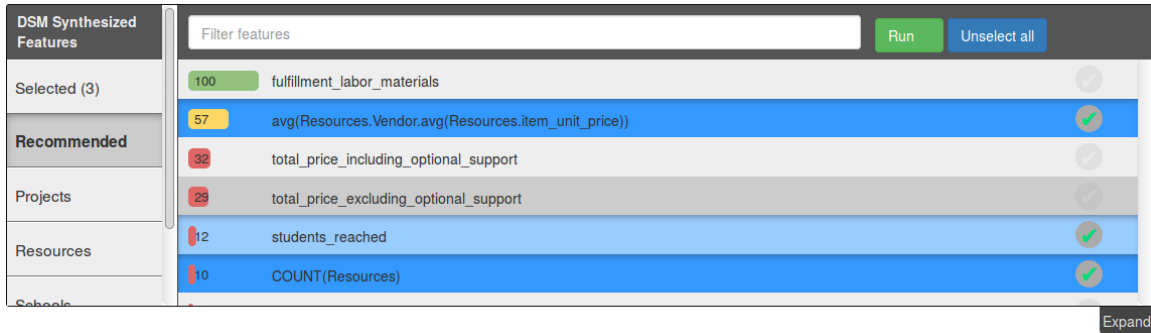 DSM Synthesized
Features
Filter features
Run
Unselect all
Selected (3)
Recommended
Projects
Resources
Schools
100 fulfillment_labor_materials
57 avg(Resources.Vendor.avg(Resources.item_unit_price))
32 total_price_including_optional_support
29 total_price_excluding_optional_support
12 students_reached
10 COUNT(Resources)
Expand